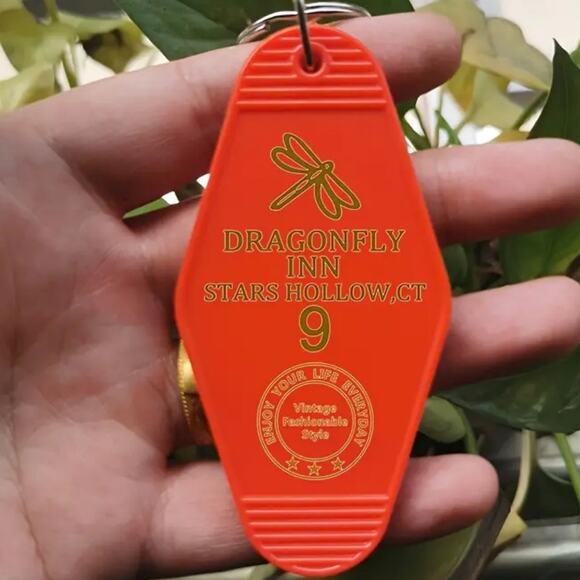 DRAGONFLY
INN
STARS HOLLOW,CT
9
ENJOY YOUR LIFE EVERYDAY
Vintage
Fashionable
Style